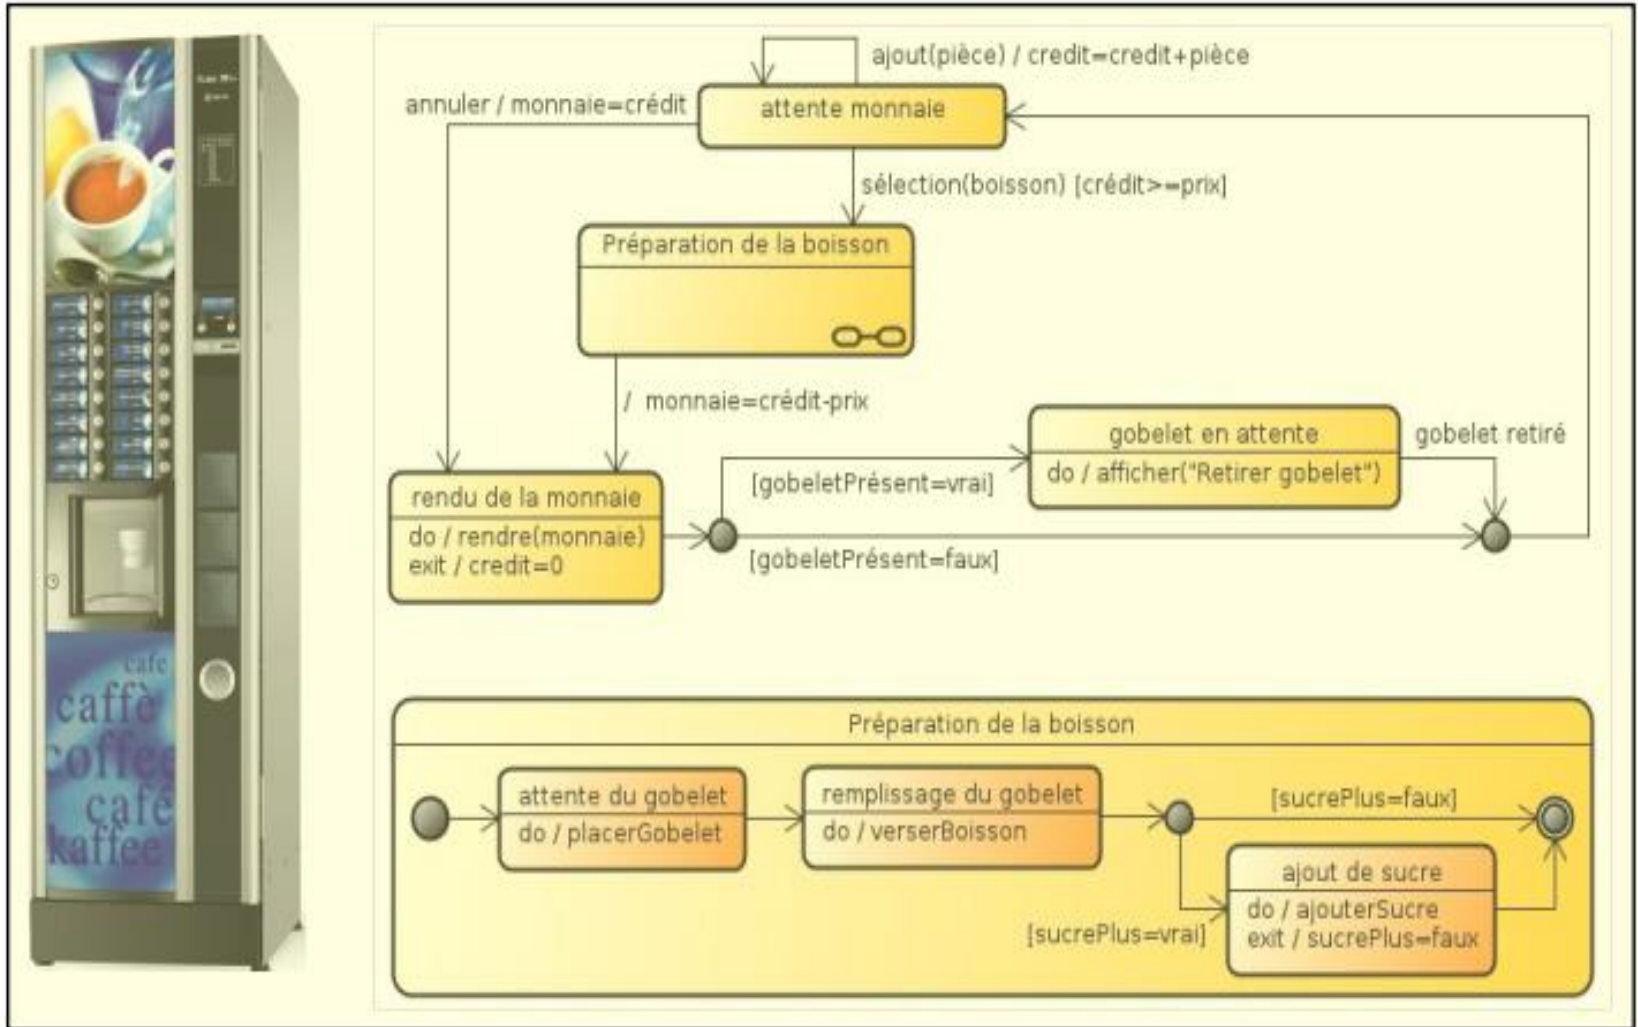 ajout(pièce) / credit=credit+pièce
annuler / monnaie=crédit
attente monnaie
sélection(boisson) [crédit>=prix]
Préparation de la boisson
/ monnaie=crédit-prix
gobelet en attente
do / afficher("Retirer gobelet")
gobelet retiré
[gobeletPrésent=vrai]
rendu de la monnaie
do / rendre(monnaie)
exit / credit=0
[gobeletPrésent=faux]
cafe
caffè
coffee
café
kaffee
Préparation de la boisson
attente du gobelet
do / placerGobelet
remplissage du gobelet
do / verserBoisson
[sucrePlus=faux]
ajout de sucre
do / ajouterSucre
exit / sucrePlus=faux
[sucrePlus=vrai]